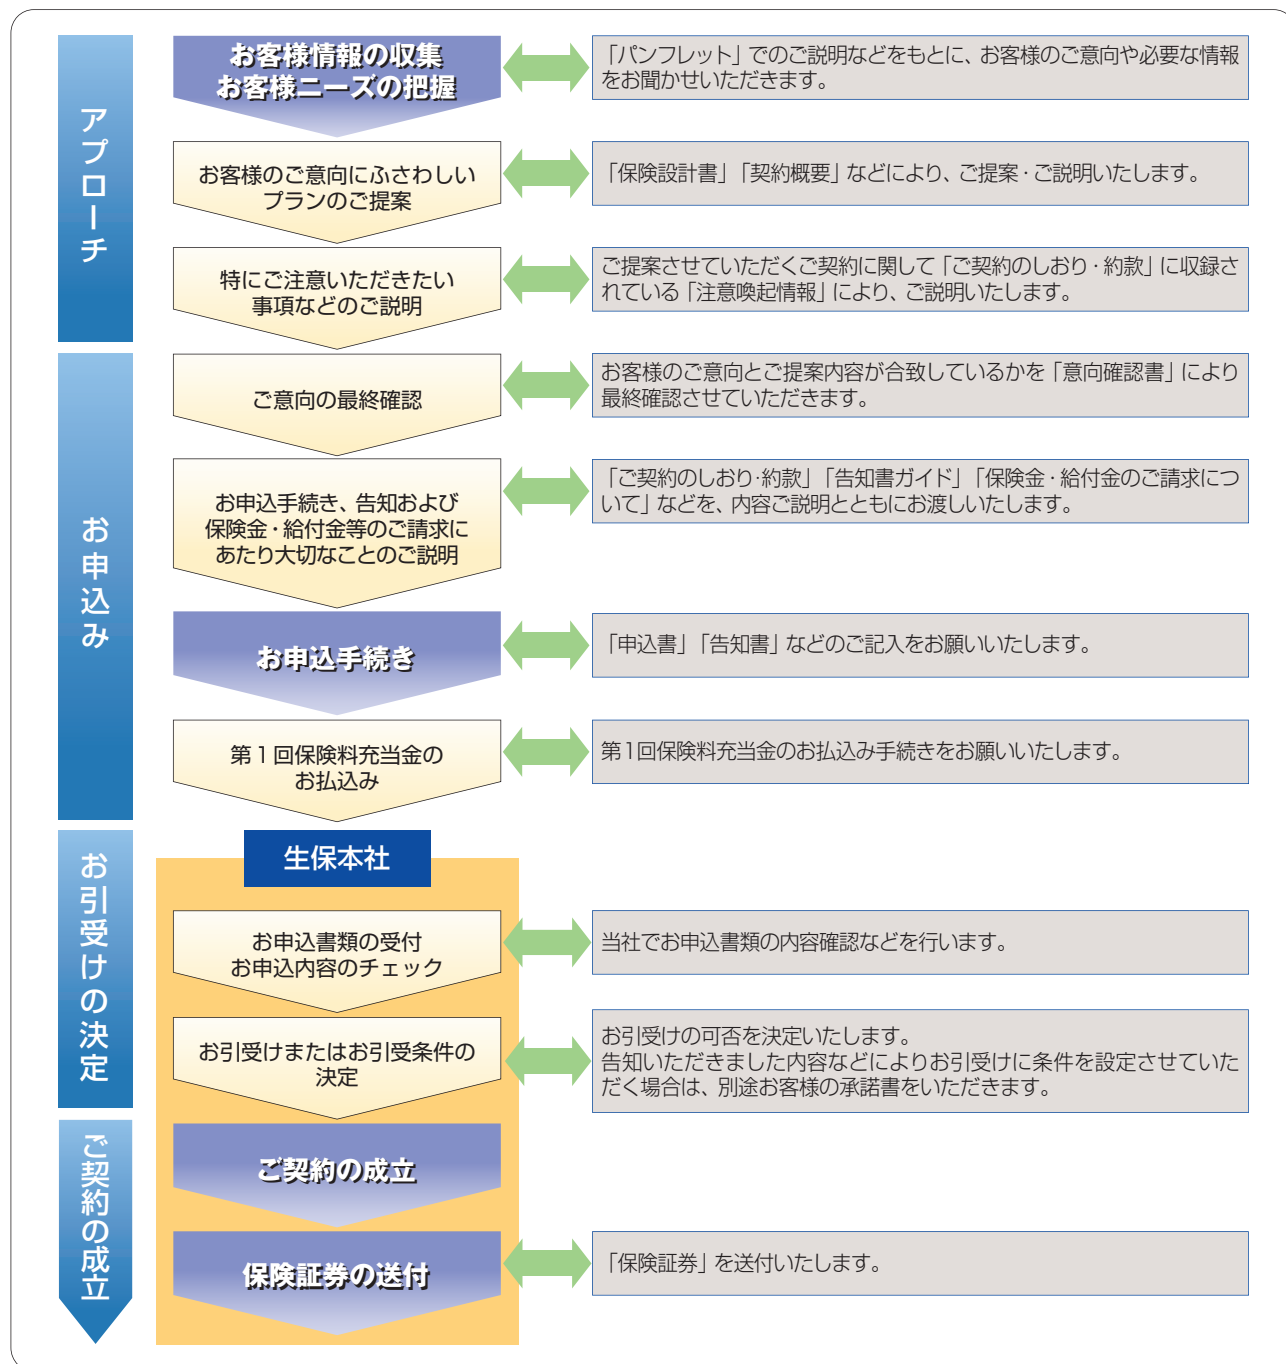 アプローチ
お客様情報の収集
お客様ニーズの把握
「パンフレット」でのご説明などをもとに、お客様のご意向や必要な情報
をお聞かせいただきます。
お客様のご意向にふさわしい
プランのご提案
「保険設計書」「契約概要」などにより、ご提案・ご説明いたします。
特にご注意いただきたい
事項などのご説明
ご提案させていただくご契約に関して「ご契約のしおり・約款」に収録さ
れている「注意喚起情報」により、ご説明いたします。
お申込み
ご意向の最終確認
お客様のご意向とご提案内容が合致しているかを「意向確認書」により
最終確認させていただきます。
お申込手続き、告知および
保険金・給付金等のご請求に
あたり大切なことのご説明
「ご契約のしおり・約款」「告知書ガイド」「保険金・給付金のご請求につ
いて」などを、内容ご説明とともにお渡しいたします。
お申込手続き
「申込書」「告知書」などのご記入をお願いいたします。
第1回保険料充当金の
お払込み
第1回保険料充当金のお払込み手続きをお願いいたします。
お引受けの決定
生保本社
お申込書類の受付
お申込内容のチェック
当社でお申込書類の内容確認などを行います。
お引受けまたはお引受条件の
決定
お引受けの可否を決定いたします。
告知いただきました内容などによりお引受けに条件を設定させていた
だく場合は、別途お客様の承諾書をいただきます。
ご契約の成立
ご契約の成立
保険証券の送付
「保険証券」を送付いたします。